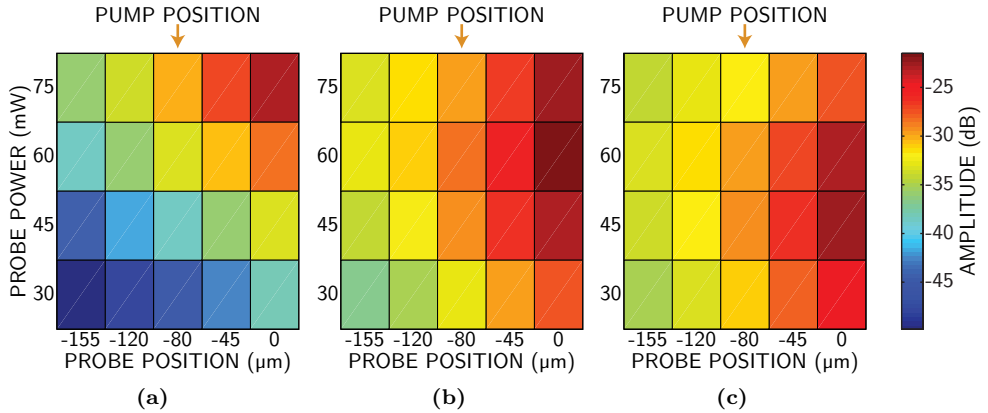 PUMP POSITION PUMP POSITION PUMP POSITION
PROBE POWER (mW)
75
60
45
30
-155 -120 -80 -45 0
PROBE POSITION (µm)
(a)
75
60
45
30
-155 -120 -80 -45 0
PROBE POSITION (µm)
(b)
75
60
45
30
-155 -120 -80 -45 0
PROBE POSITION (µm)
(c)
-25
-30
-35
-40
-45
AMPLITUDE (dB)